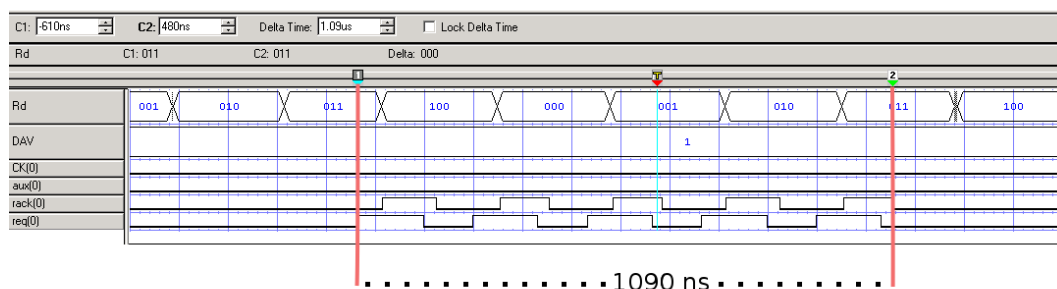 C1: -610ns C2: 480ns Delta Time: 1.09us Lock Delta Time
Rd C1: 011 C2: 011 Delta: 000
1 T 2
Rd 001 010 011 100 000 001 010 011 100
DAV 1
CK(0)
aux(0)
rack(0)
req(0)
1090 ns